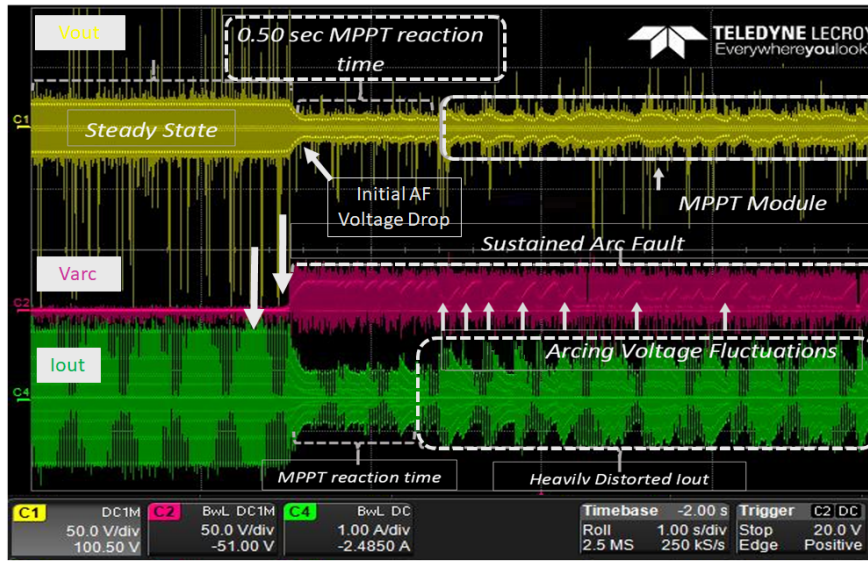 Vout
0.50 sec MPPT reaction
time
TELEDYNE LECROY
Everywhereyoulook
C1
Steady State
Initial AF
Voltage Drop
MPPT Module
Sustained Arc Fault
Varc
C2
Arcing Voltage Fluctuations
Iout
C4
MPPT reaction time
Heavily Distorted Iout
C1 DC1M
50.0 V/div
100.50 V
C2 BwL DC1M
50.0 V/div
-51.00 V
C4 BwL DC
1.00 A/div
-2.4850 A
Timebase -2.00 s
Roll 1.00 s/div
2.5 MS 250 kS/s
Trigger C2 DC
Stop 20.0 V
Edge Positive